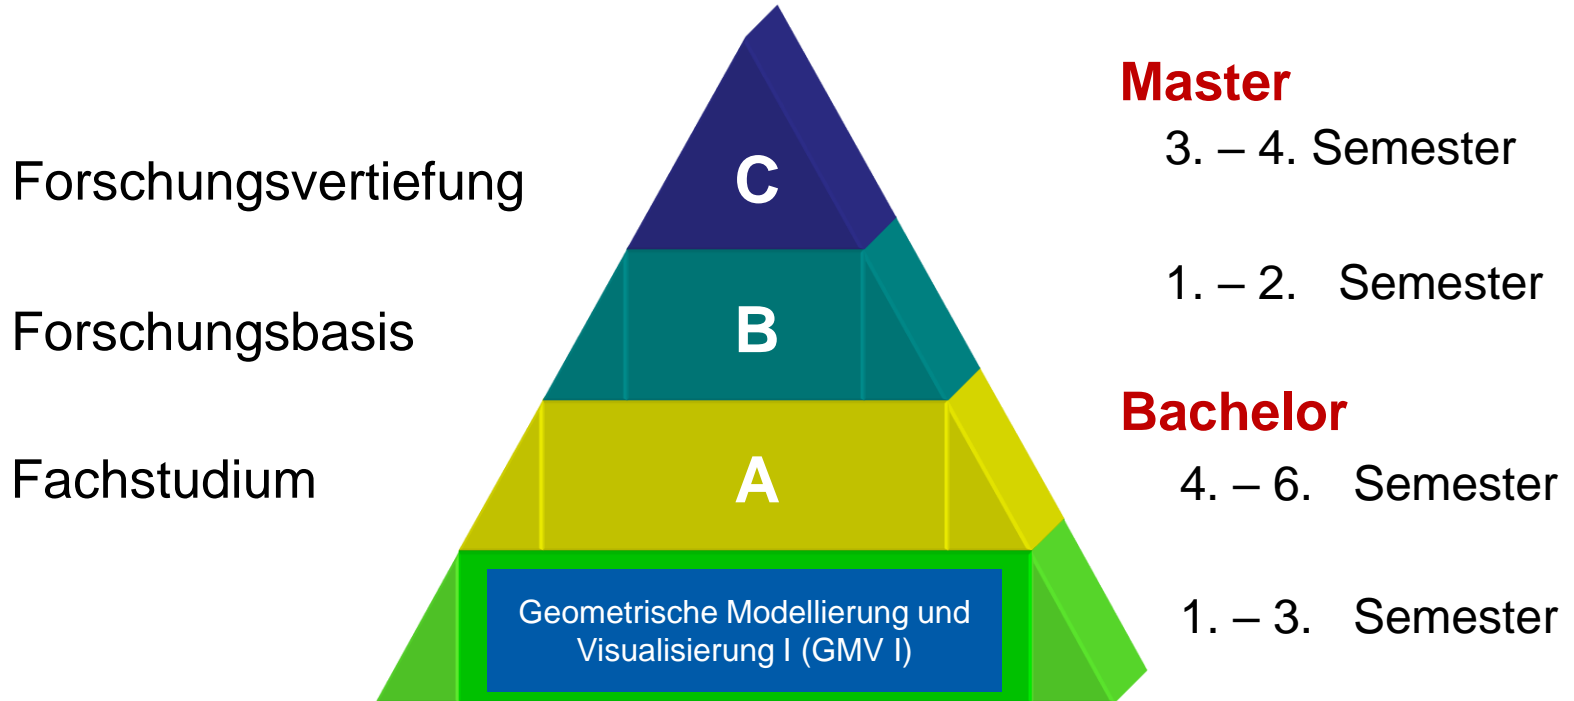 Master
3. – 4. Semester
Forschungsvertiefung
C
1. – 2. Semester
Forschungsbasis
B
Bachelor
4. – 6. Semester
Fachstudium
A
Geometrische Modellierung und
Visualisierung I (GMV I)
1. – 3. Semester